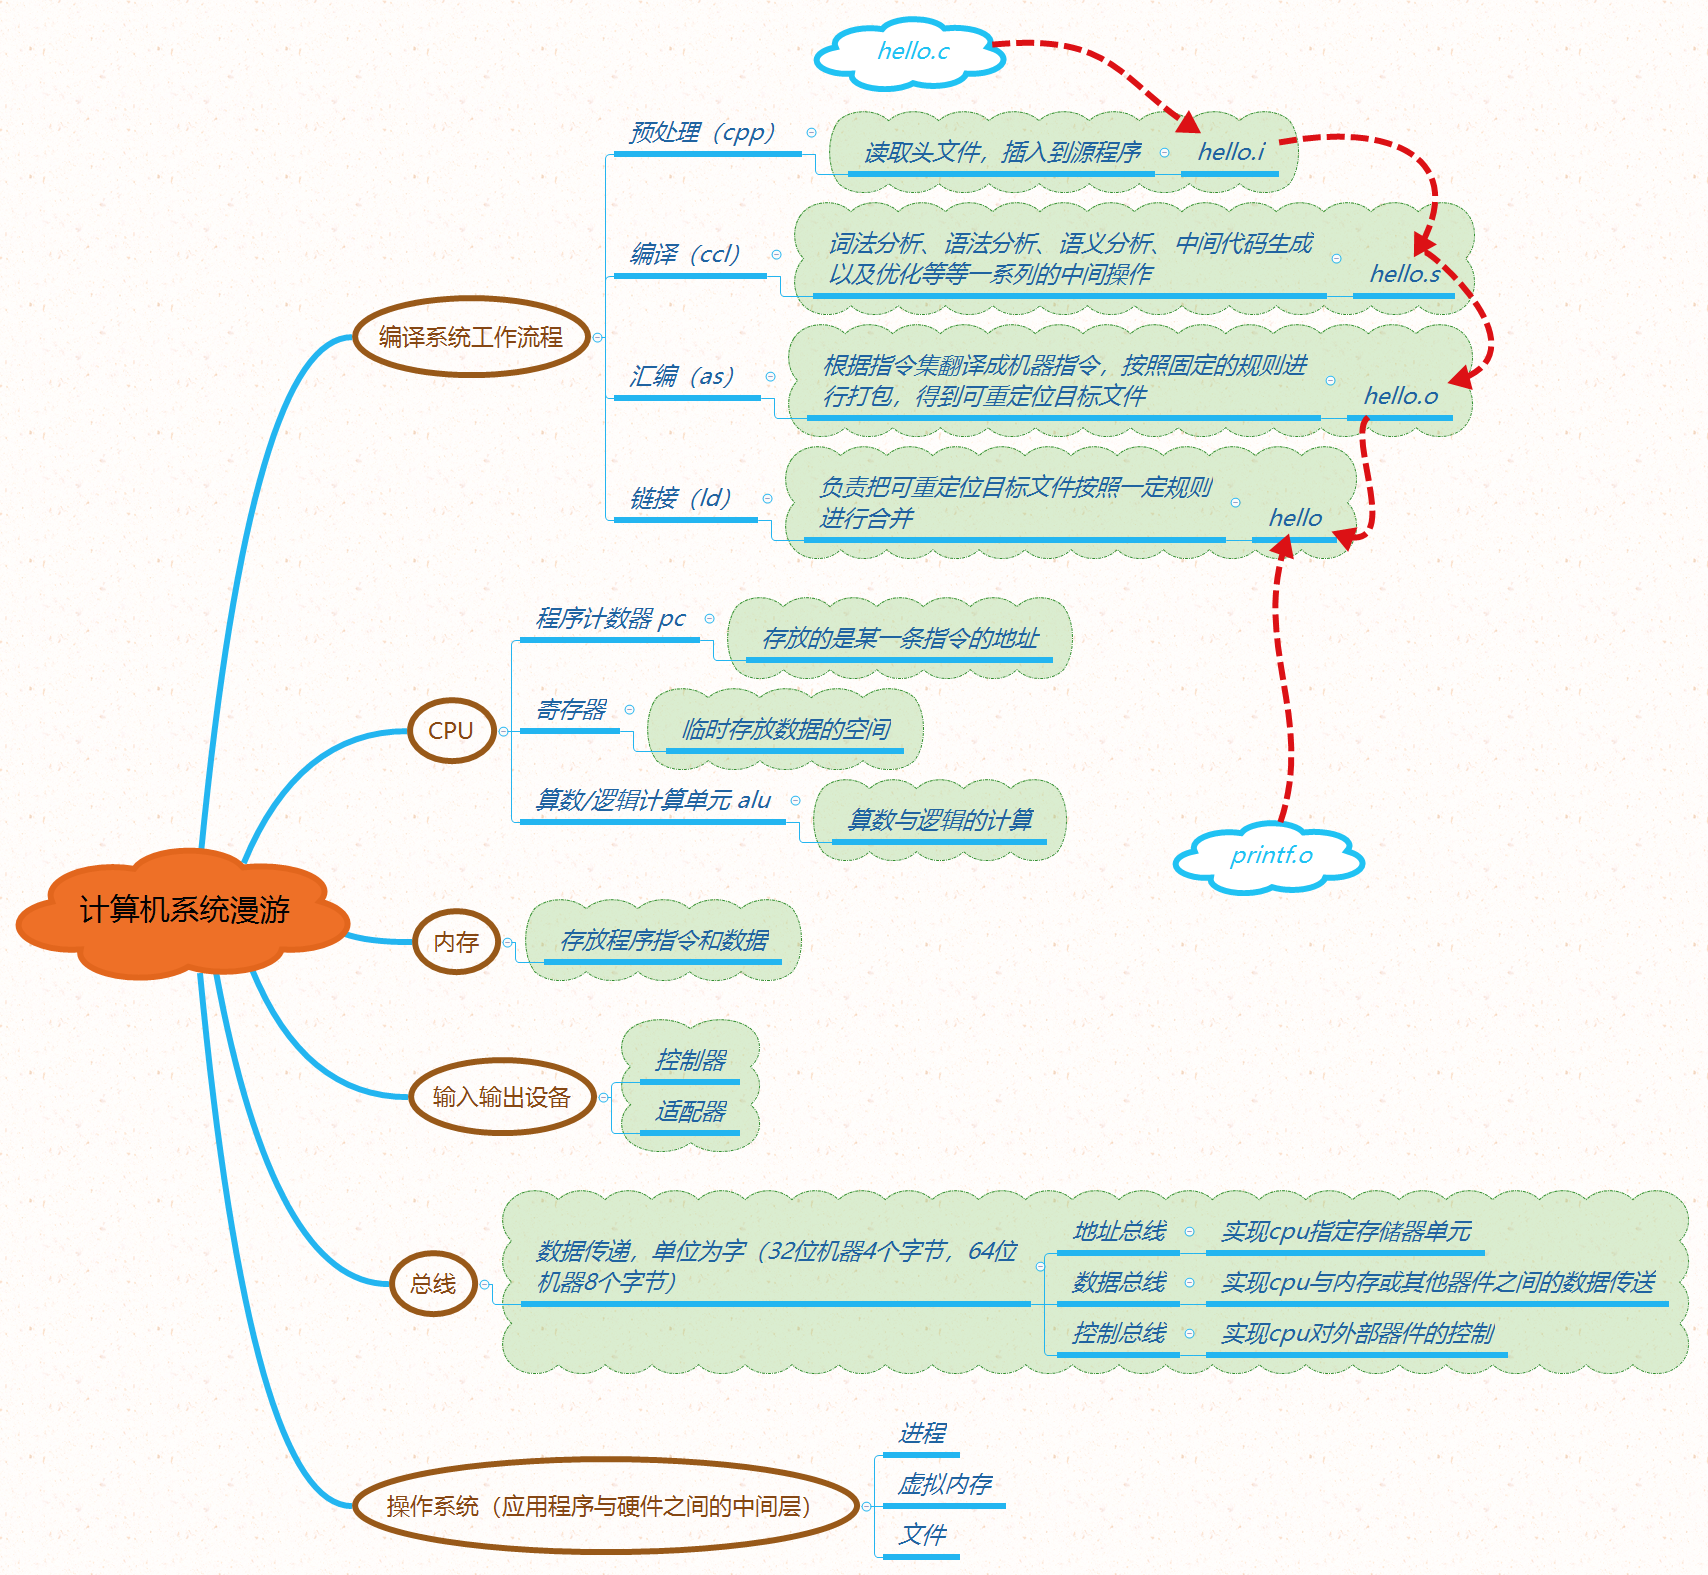 hello.c
预处理（cpp）
读取头文件，插入到源程序
hello.i
编译（ccl）
词法分析、语法分析、语义分析、中间代码生成
以及优化等等一系列的中间操作
hello.s
编译系统工作流程
汇编（as）
根据指令集翻译成机器指令，按照固定的规则进
行打包，得到可重定位目标文件
hello.o
链接（ld）
负责把可重定位目标文件按照一定规则
进行合并
hello
程序计数器 pc
存放的是某一条指令的地址
CPU
寄存器
临时存放数据的空间
算数/逻辑计算单元 alu
算数与逻辑的计算
printf.o
计算机系统漫游
内存
存放程序指令和数据
输入输出设备
控制器
适配器
总线
数据传递，单位为字（32位机器4个字节，64位
机器8个字节）
地址总线
实现cpu指定存储器单元
数据总线
实现cpu与内存或其他器件之间的数据传送
控制总线
实现cpu对外部器件的控制
操作系统（应用程序与硬件之间的中间层）
进程
虚拟内存
文件